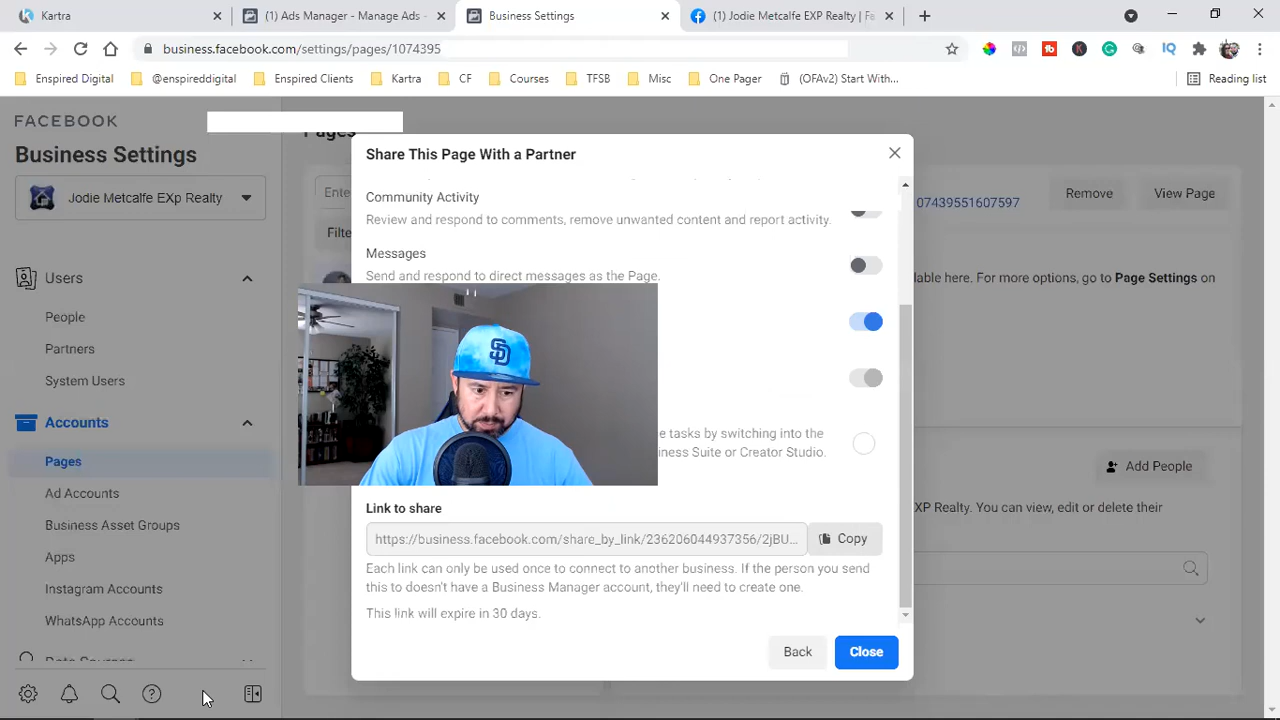 Kartra
(1) Ads Manager - Manage Ads -
Business Settings
(1) Jodie Metcalfe EXP Realty | Fe
business.facebook.com/settings/pages/1074395
Enspired Digital
@enspireddigital
Enspired Clients
Kartra
CF
Courses
TFSB
Misc
One Pager
(OFAv2) Start With...
Reading list
FACEBOOK
Business Settings
Jodie Metcalfe EXp Realty
Users
People
Partners
System Users
Accounts
Pages
Ad Accounts
Business Asset Groups
Apps
Instagram Accounts
WhatsApp Accounts
Pages
Filte
07439551607597
Remove
View Page
lable here. For more options, go to Page Settings on
Add People
XP Realty. You can view, edit or delete their
Share This Page With a Partner
Community Activity
Review and respond to comments, remove unwanted content and report activity.
Messages
Send and respond to direct messages as the Page.
e tasks by switching into the
iness Suite or Creator Studio.
Link to share
https://business.facebook.com/share_by_link/236206044937356/2jBU...
Copy
Each link can only be used once to connect to another business. If the person you send
this to doesn't have a Business Manager account, they'll need to create one.
This link will expire in 30 days.
Back
Close